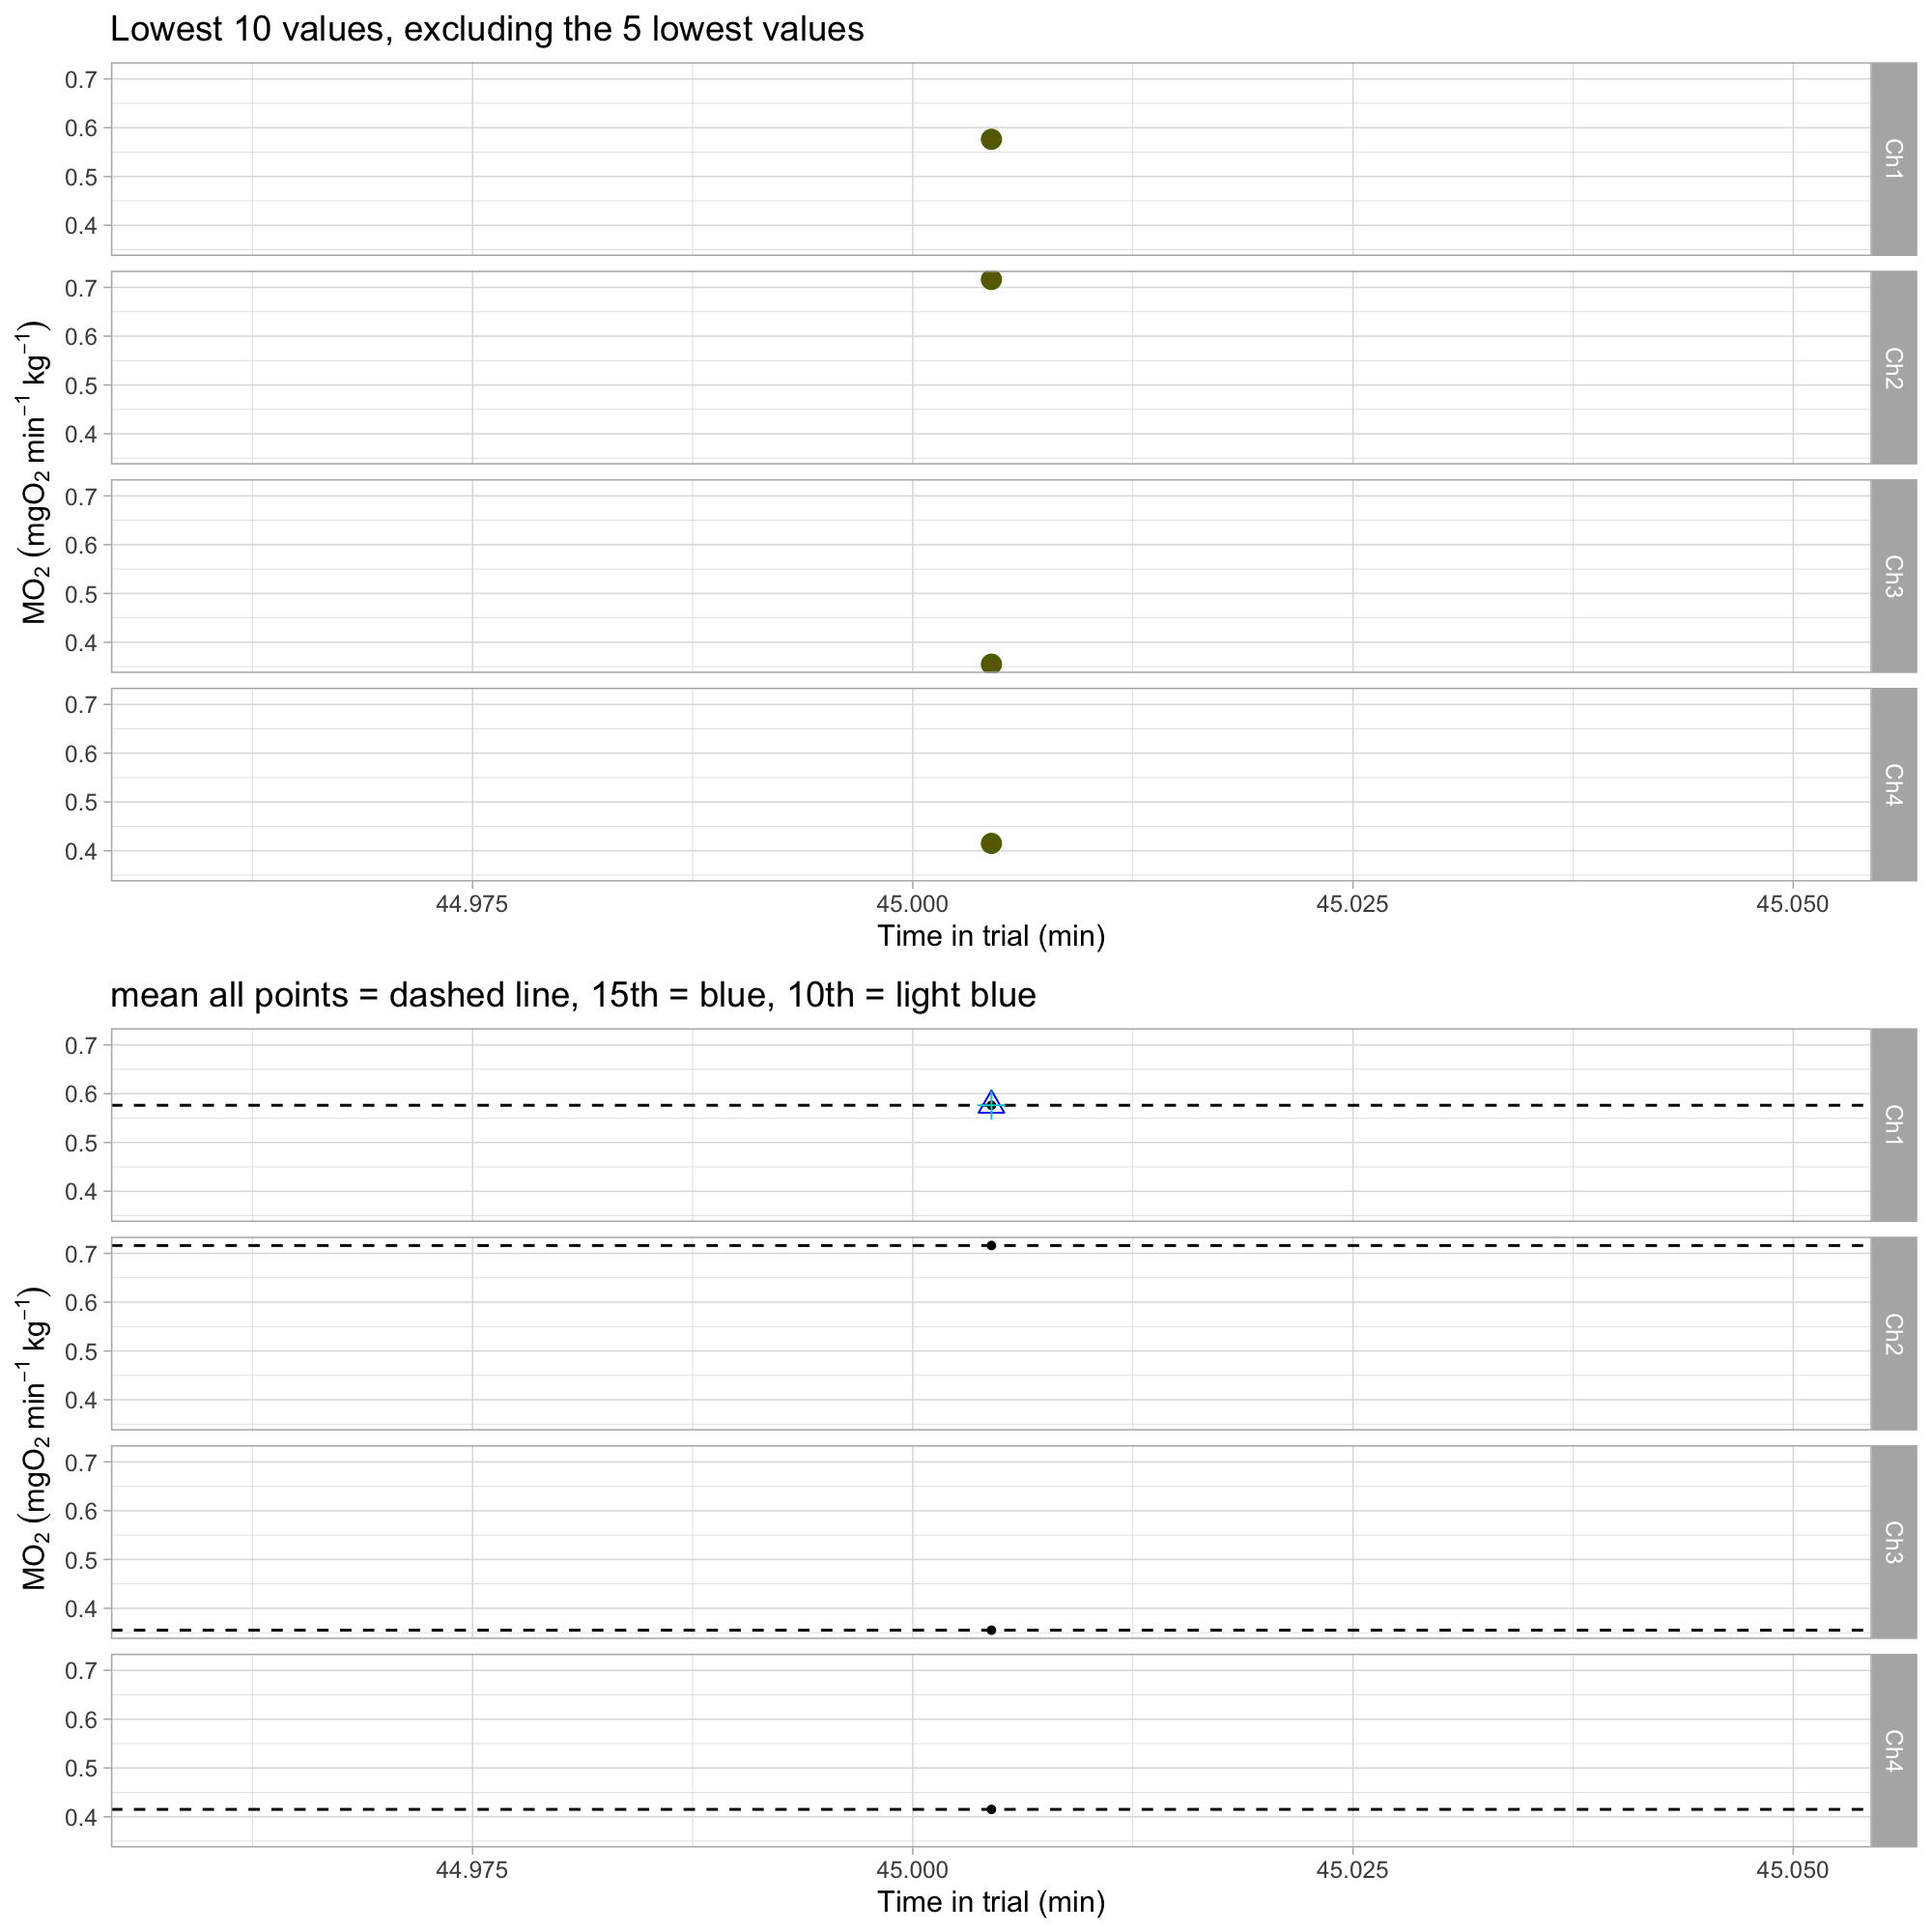 Lowest 10 values, excluding the 5 lowest values
0.7
0.6
0.5
0.4
Ch1
0.7
0.6
0.5
0.4
Ch2
0.7
0.6
0.5
0.4
Ch3
0.7
0.6
0.5
0.4
Ch4
MO₂ (mgO₂ min⁻¹ kg⁻¹)
44.975 45.000 45.025 45.050
Time in trial (min)
mean all points = dashed line, 15th = blue, 10th = light blue
0.7
0.6
0.5
0.4
Ch1
0.7
0.6
0.5
0.4
Ch2
0.7
0.6
0.5
0.4
Ch3
0.7
0.6
0.5
0.4
Ch4
MO₂ (mgO₂ min⁻¹ kg⁻¹)
44.975 45.000 45.025 45.050
Time in trial (min)